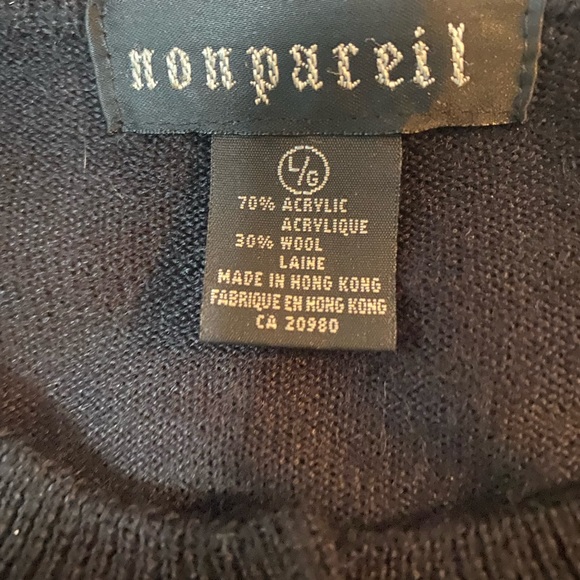 nonpareil
L/G
70% ACRYLIC
ACRYLIQUE
30% WOOL
LAINE
MADE IN HONG KONG
FABRIQUE EN HONG KONG
CA 20980